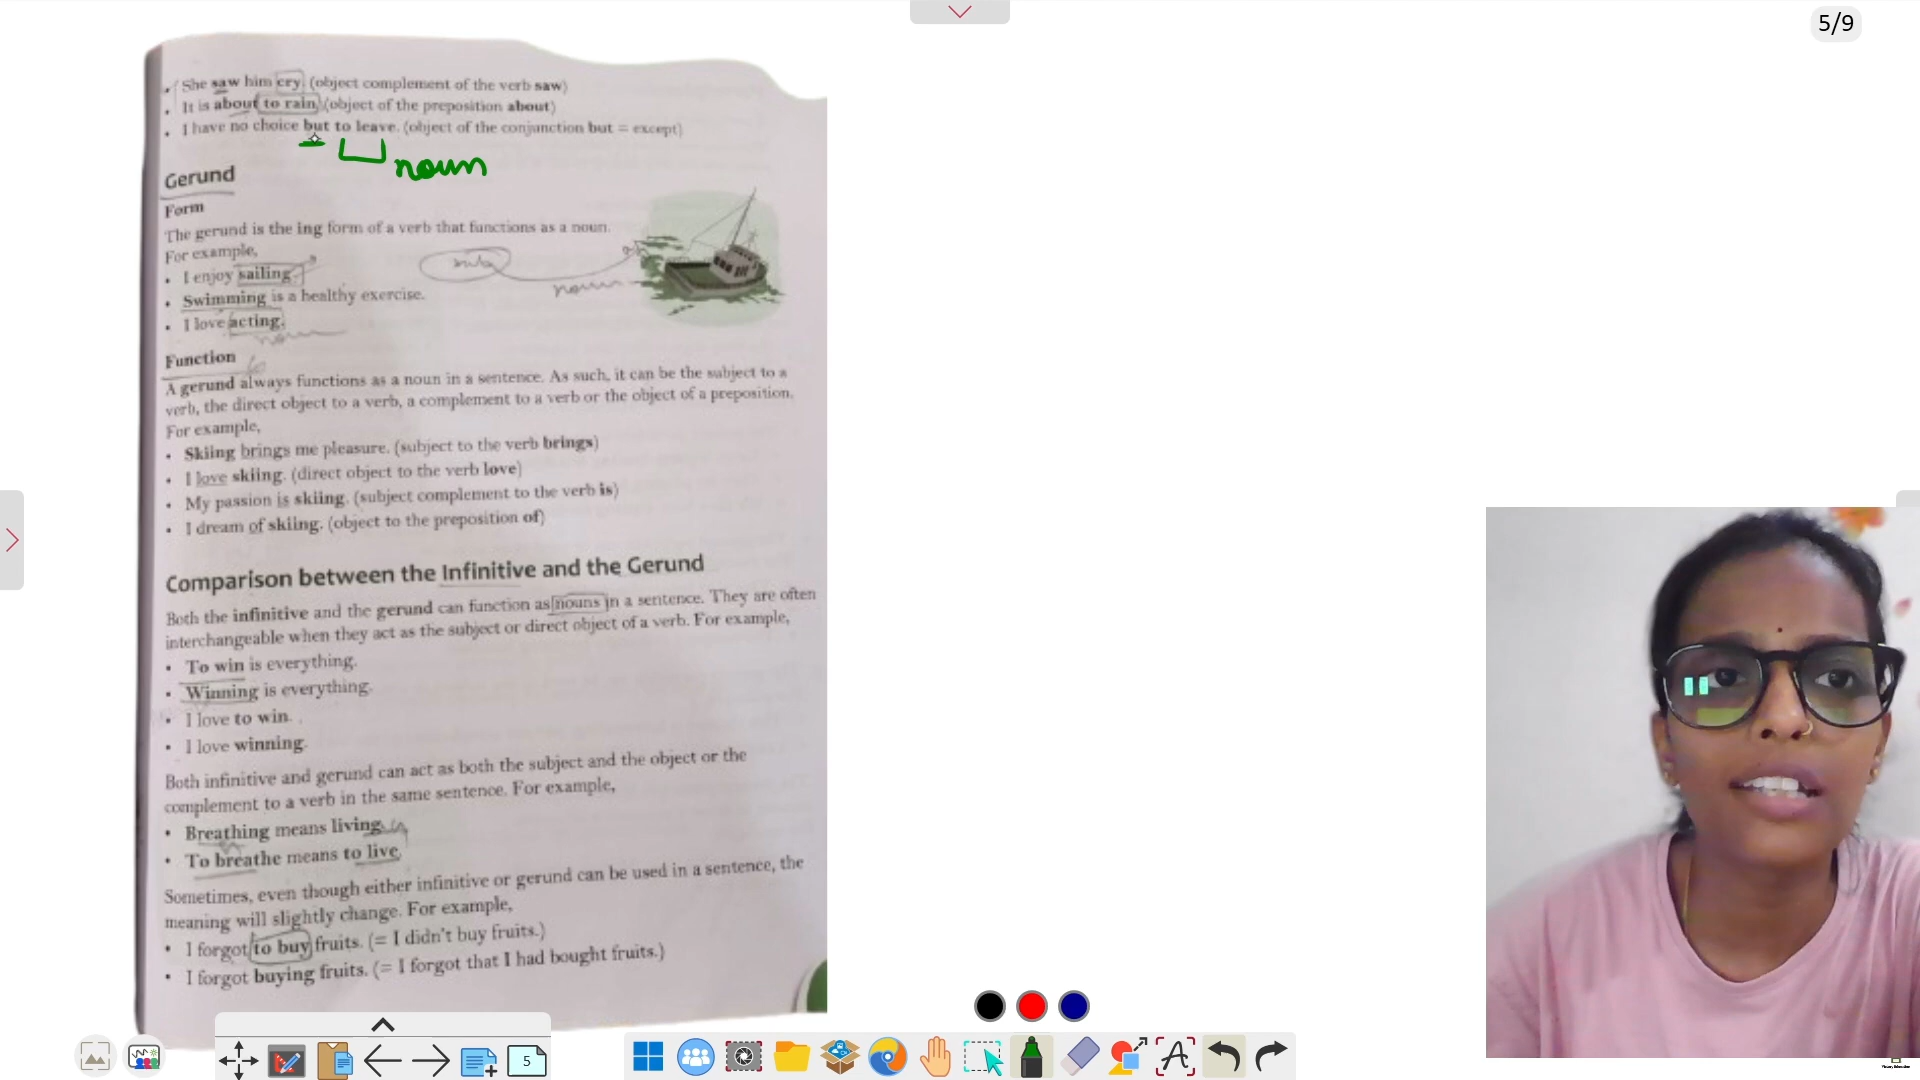 5/9
She saw him cry. (object complement of the verb saw)
It is about to rain. (object of the preposition about)
I have no choice but to leave. (object of the conjunction but = except)
noun
Gerund
Form
The gerund is the ing form of a verb that functions as a noun.
For example,
I enjoy sailing.
noun
Swimming is a healthy exercise.
I love acting.
Function
A gerund always functions as a noun in a sentence. As such, it can be the subject to a
verb, the direct object to a verb, a complement to a verb or the object of a preposition.
For example,
Skiing brings me pleasure. (subject to the verb brings)
I love skiing. (direct object to the verb love)
My passion is skiing. (subject complement to the verb is)
I dream of skiing. (object to the preposition of)
Comparison between the Infinitive and the Gerund
Both the infinitive and the gerund can function as nouns in a sentence. They are often
interchangeable when they act as the subject or direct object of a verb. For example,
To win is everything.
Winning is everything.
I love to win.
I love winning.
Both infinitive and gerund can act as both the subject and the object or the
complement to a verb in the same sentence. For example,
Breathing means living.
To breathe means to live.
Sometimes, even though either infinitive or gerund can be used in a sentence, the
meaning will slightly change. For example,
I forgot to buy fruits. (= I didn't buy fruits.)
I forgot buying fruits. (= I forgot that I had bought fruits.)
5